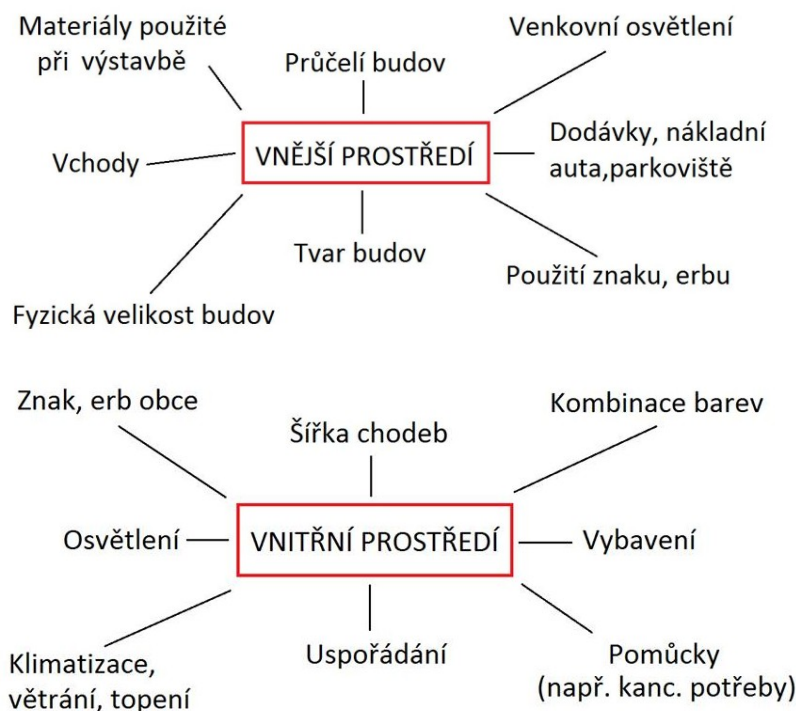 Materiály použité
při výstavbě
Průčelí budov
Venkovní osvětlení
Vchody
VNĚJŠÍ PROSTŘEDÍ
Dodávky, nákladní
auta,parkoviště
Tvar budov
Použití znaku, erbu
Fyzická velikost budov
Znak, erb obce
Šířka chodeb
Kombinace barev
Osvětlení
VNITŘNÍ PROSTŘEDÍ
Vybavení
Klimatizace,
větrání, topení
Uspořádání
Pomůcky
(např. kanc. potřeby)